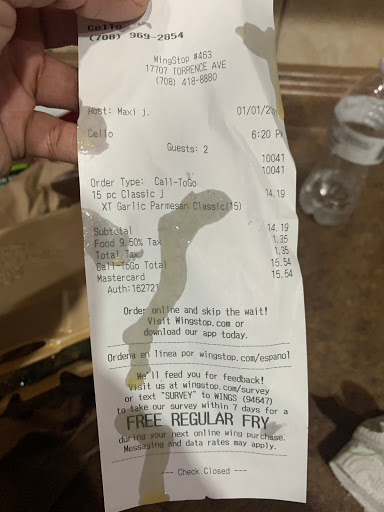 Cello
(708) 969-2854
WingStop #463
17707 TORRENCE AVE
(708) 418-8880
Host: Maxi j. 01/01/
Cello 6:20 P
Guests: 2
10041
10041
Order Type: Call-ToGo
15 pc Classic J 14.19
XT Garlic Parmesan Classic(15)
Subtotal 14.19
Food 9.50% Tax 1.35
Total Tax 1.35
Call-ToGo Total 15.54
Mastercard 15.54
Auth:162721
Order online and skip the wait!
Visit Wingstop.com or
download our app today.
Ordena en linea por wingstop.com/espanol
We'll feed you for feedback!
Visit us at wingstop.com/survey
or text "SURVEY" to WINGS (94647)
to take our survey within 7 days for a
FREE REGULAR FRY
during your next online wing purchase.
Messaging and data rates may apply.
--- Check Closed ---